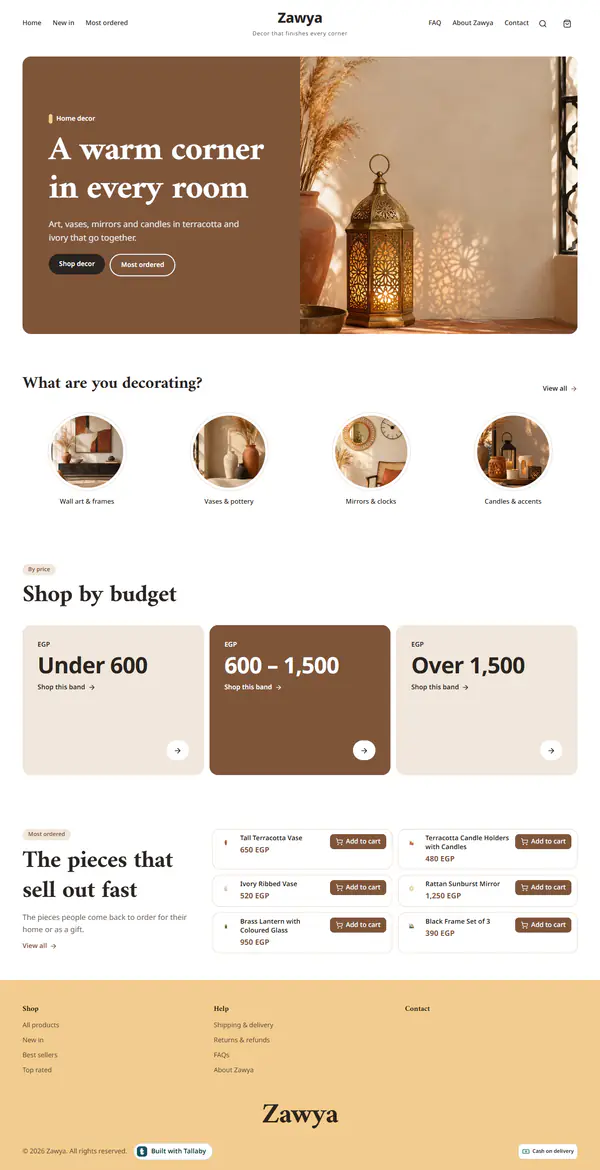 Home
New in
Most ordered
Zawya
Decor that finishes every corner
FAQ
About Zawya
Contact
Home decor
A warm corner
in every room
Art, vases, mirrors and candles in terracotta and
ivory that go together.
Shop decor
Most ordered
What are you decorating?
View all →
Wall art & frames
Vases & pottery
Mirrors & clocks
Candles & accents
By price
Shop by budget
EGP
Under 600
Shop this band →
EGP
600 – 1,500
Shop this band →
EGP
Over 1,500
Shop this band →
Most ordered
The pieces that
sell out fast
The pieces people come back to order for their
home or as a gift.
View all →
Tall Terracotta Vase
650 EGP
Add to cart
Terracotta Candle Holders
with Candles
480 EGP
Add to cart
Ivory Ribbed Vase
520 EGP
Add to cart
Rattan Sunburst Mirror
1,250 EGP
Add to cart
Brass Lantern with
Coloured Glass
950 EGP
Add to cart
Black Frame Set of 3
390 EGP
Add to cart
Shop
All products
New in
Best sellers
Top rated
Help
Shipping & delivery
Returns & refunds
FAQs
About Zawya
Contact
Zawya
© 2026 Zawya. All rights reserved.
t Built with Tallaby
Cash on delivery